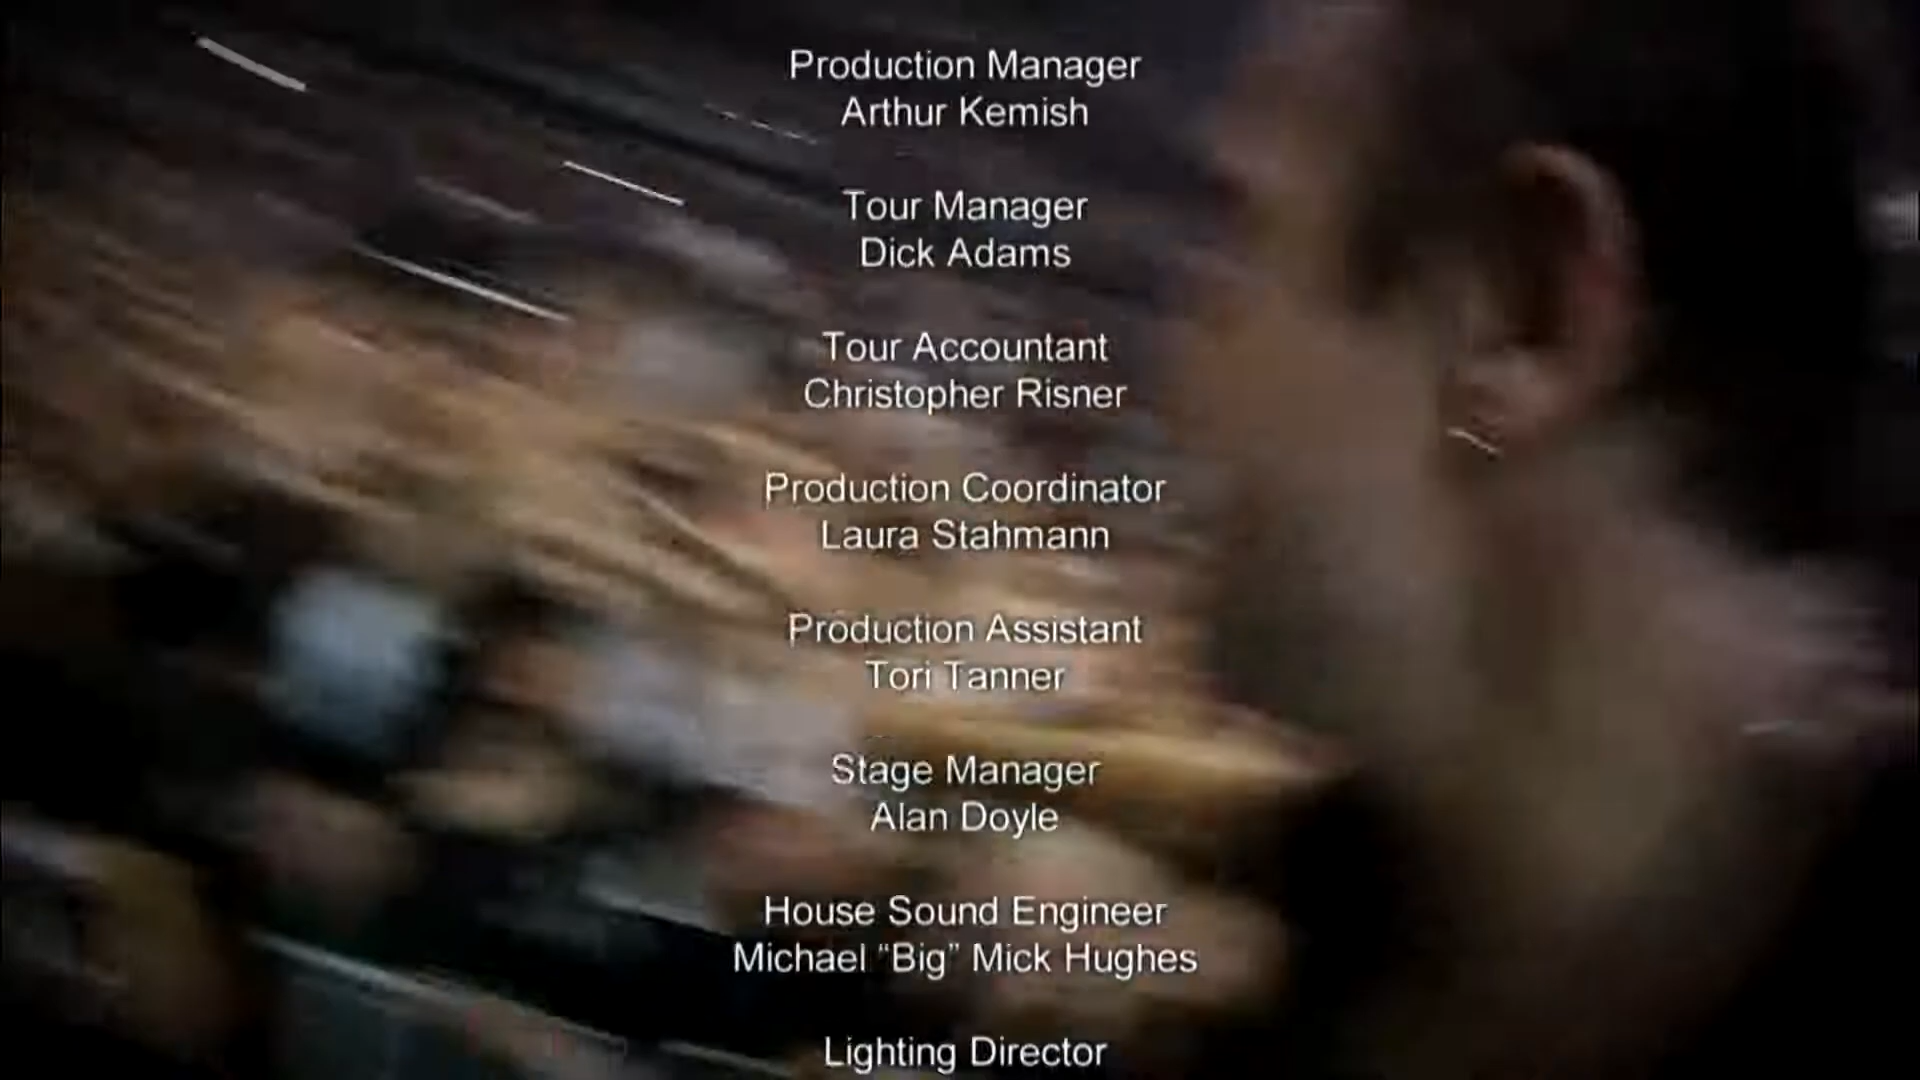 Production Manager
Arthur Kemish
Tour Manager
Dick Adams
Tour Accountant
Christopher Risner
Production Coordinator
Laura Stahmann
Production Assistant
Tori Tanner
Stage Manager
Alan Doyle
House Sound Engineer
Michael “Big” Mick Hughes
Lighting Director